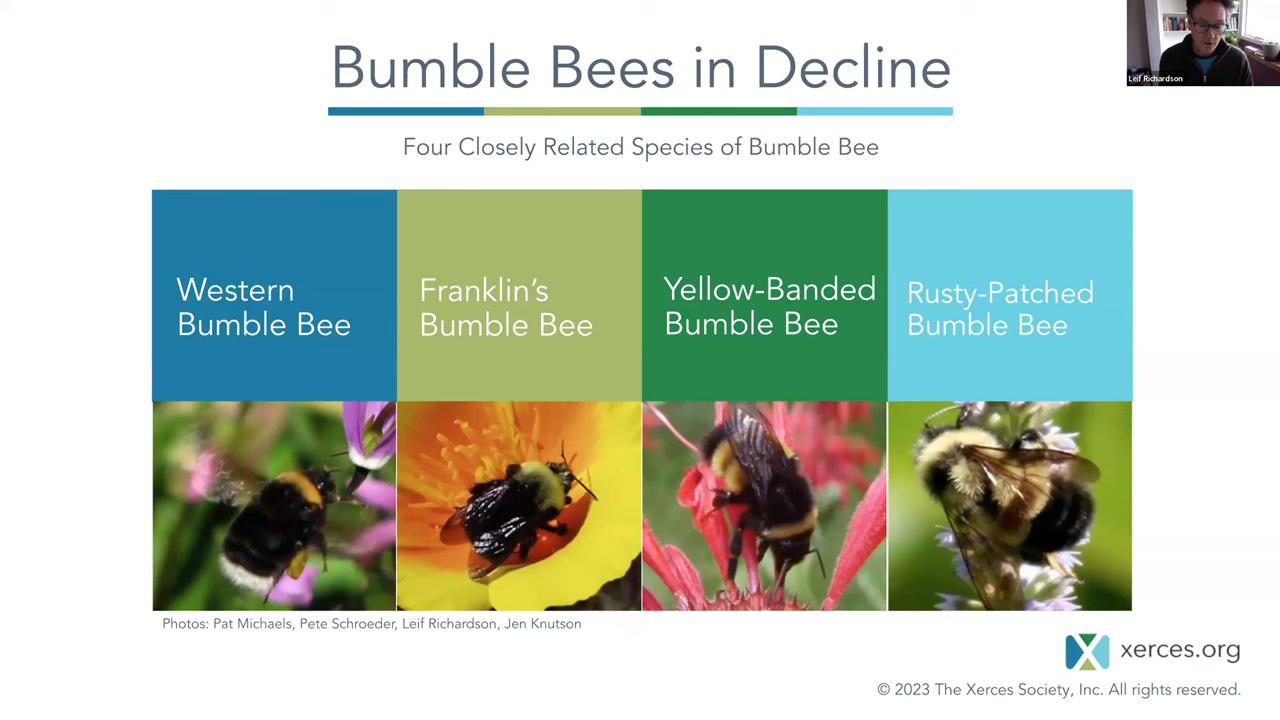 Bumble Bees in Decline
Leif Richardson
Four Closely Related Species of Bumble Bee
Western
Bumble Bee
Franklin’s
Bumble Bee
Yellow-Banded
Bumble Bee
Rusty-Patched
Bumble Bee
Photos: Pat Michaels, Pete Schroeder, Leif Richardson, Jen Knutson
xerces.org
© 2023 The Xerces Society, Inc. All rights reserved.